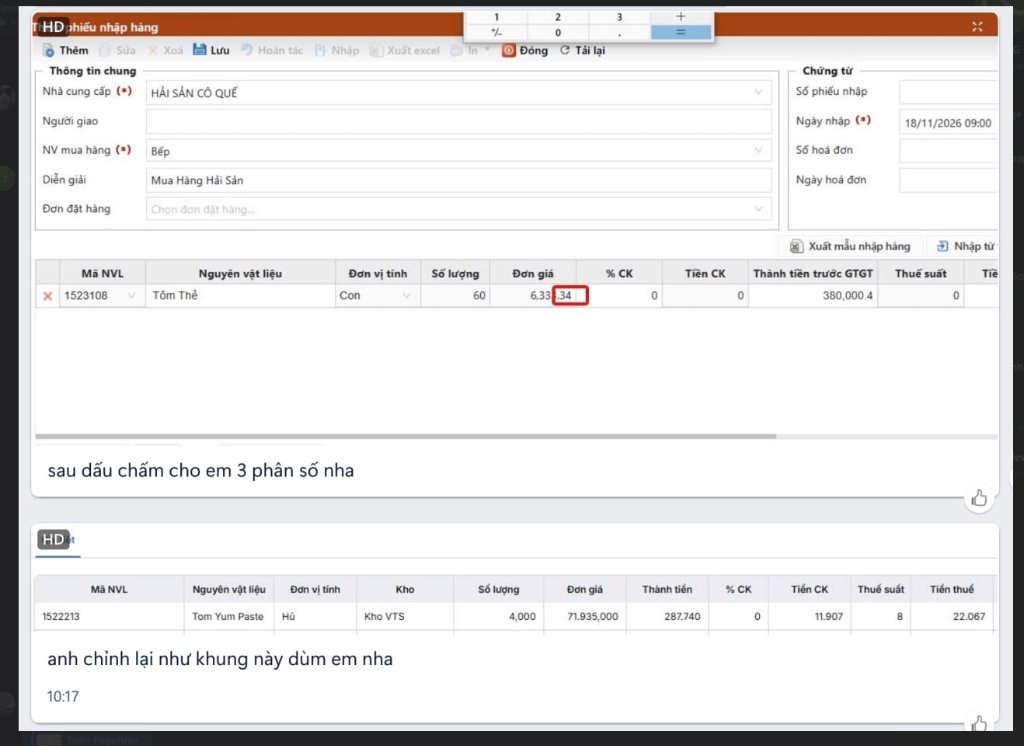 HD phiếu nhập hàng
1 2 3 +
+/- 0 . =
Thêm Sửa Xoá Lưu Hoàn tác Nhập Xuất excel In Đóng Tải lại
Thông tin chung
Chứng từ
Nhà cung cấp (*) HẢI SẢN CÔ QUẾ
Số phiếu nhập
Người giao
Ngày nhập (*) 18/11/2026 09:00
NV mua hàng (*) Bếp
Số hoá đơn
Diễn giải Mua Hàng Hải Sản
Ngày hoá đơn
Đơn đặt hàng Chọn đơn đặt hàng...
Xuất mẫu nhập hàng Nhập từ
Mã NVL Nguyên vật liệu Đơn vị tính Số lượng Đơn giá % CK Tiền CK Thành tiền trước GTGT Thuế suất
1523108 Tôm Thẻ Con 60 6,333.34 0 0 380,000.4 0
sau dấu chấm cho em 3 phân số nha
HD
Mã NVL Nguyên vật liệu Đơn vị tính Kho Số lượng Đơn giá Thành tiền % CK Tiền CK Thuế suất Tiền thuế
1522213 Tom Yum Paste Hủ Kho VTS 4,000 71.935,000 287.740 0 11.907 8 22.067
anh chỉnh lại như khung này dùm em nha
10:17